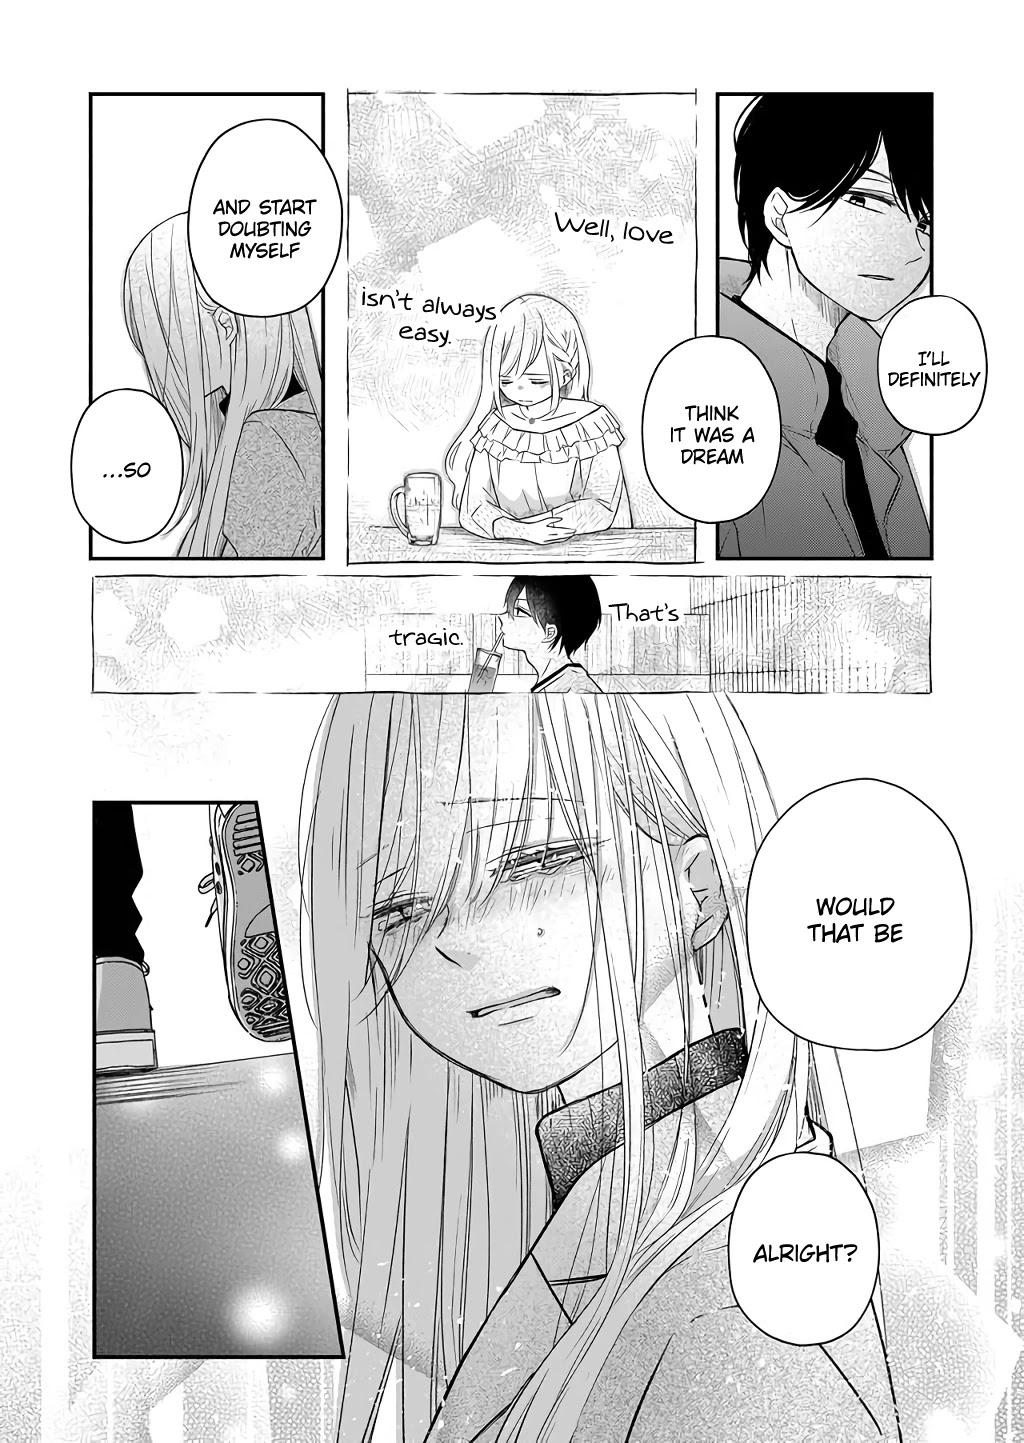 I'LL
DEFINITELY
THINK
IT WAS A
DREAM
Well, love
isn't always
easy.
AND START
DOUBTING
MYSELF
...SO
That's
tragic.
WOULD
THAT BE
ALRIGHT?